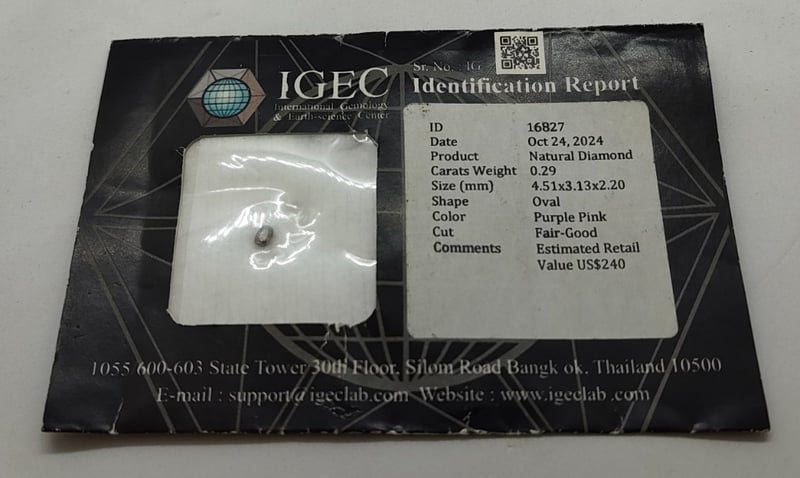 IGEC
International Gemology
& Earth-science Center
Sr. No. IG
Identification Report
ID 16827
Date Oct 24, 2024
Product Natural Diamond
Carats Weight 0.29
Size (mm) 4.51x3.13x2.20
Shape Oval
Color Purple Pink
Cut Fair-Good
Comments Estimated Retail
Value US$240
1055 600-603 State Tower 30th Floor, Silom Road Bangk ok. Thailand 10500
E-mail : support@igeclab.com Website : www.igeclab .com